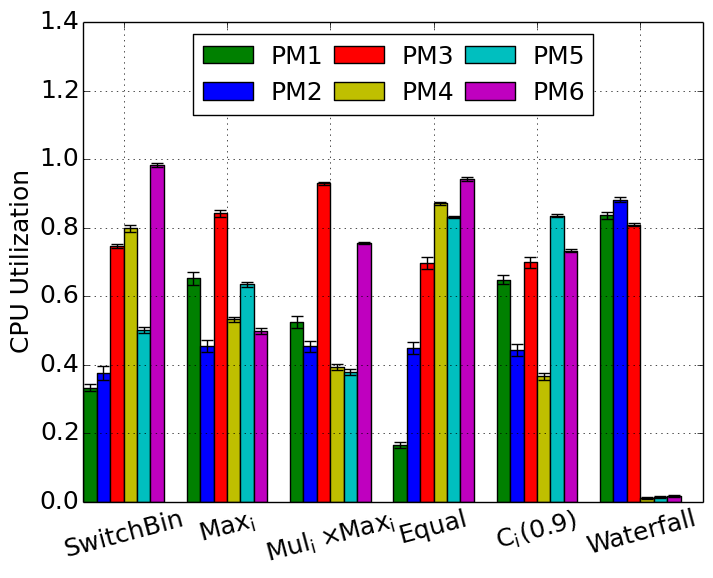 1.4
1.2
1.0
0.8
0.6
0.4
0.2
0.0
CPU Utilization
PM1 PM3 PM5
PM2 PM4 PM6
SwitchBin Maxᵢ Mulᵢ ×Maxᵢ Equal Cᵢ(0.9) Waterfall